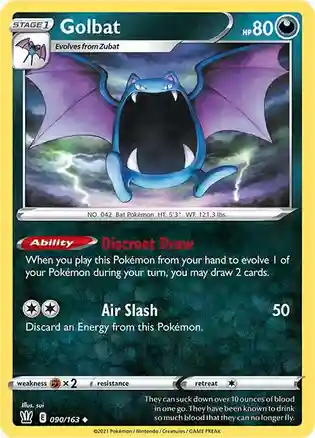 STAGE 1 Golbat HP 80
Evolves from Zubat
NO. 042 Bat Pokémon HT: 5'3" WT: 121.3 lbs.
Ability Discreet Draw
When you play this Pokémon from your hand to evolve 1 of
your Pokémon during your turn, you may draw 2 cards.
Air Slash 50
Discard an Energy from this Pokémon.
weakness ×2 resistance retreat
illus. sui
E 090/163 ◆
They can suck down over 10 ounces of blood
in one go. They have been known to drink
so much blood that they can no longer fly.
©2021 Pokémon / Nintendo / Creatures / GAME FREAK